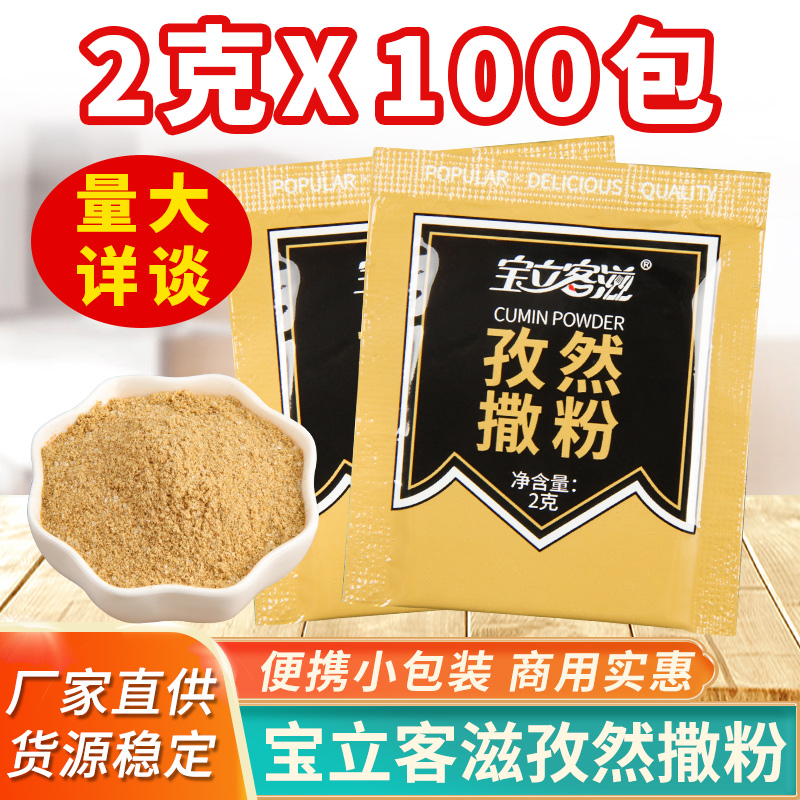 2克X100包
量大
详谈
POPULAR
POPULAR · DELICIOUS · QUALITY
宝立客滋®
CUMIN POWDER
孜然
撒粉
净含量：
2克
厂家直供
货源稳定
便携小包装 商用实惠
宝立客滋孜然撒粉